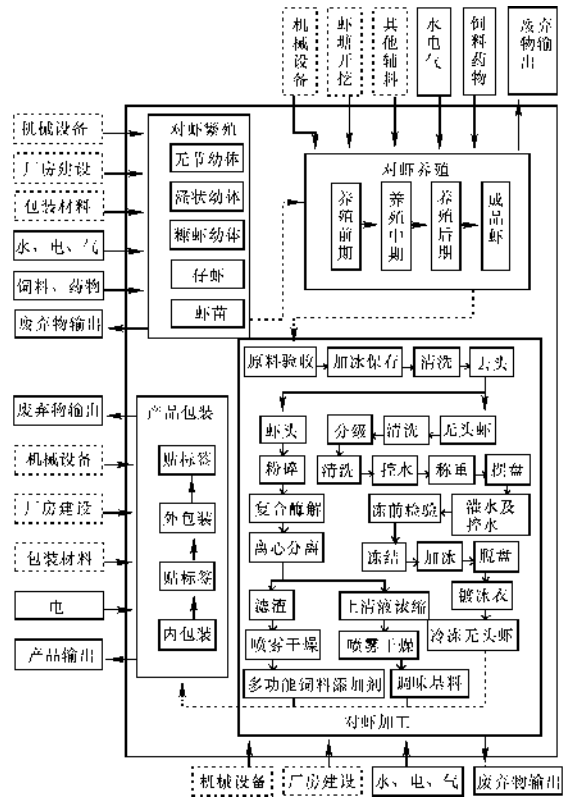 机械设备
虾塘开挖
其他辅料
水电气
饲料药物
废弃物输出
机械设备
厂房建设
包装材料
水、电、气
饲料、药物
废弃物输出
对虾繁殖
无节幼体
溞状幼体
糠虾幼体
仔虾
虾苗
对虾养殖
养殖前期
养殖中期
养殖后期
成品虾
原料验收
加冰保存
清洗
去头
虾头
分级
清洗
无头虾
粉碎
清洗
控水
称重
摆盘
复合酶解
冻前检验
灌水及控水
离心分离
冻结
加冰
脱盘
滤渣
上清液浓缩
镀冰衣
喷雾干燥
喷雾干燥
冷冻无头虾
多功能饲料添加剂
调味基料
对虾加工
废弃物输出
机械设备
厂房建设
包装材料
电
产品输出
产品包装
贴标签
外包装
贴标签
内包装
机械设备
厂房建设
水、电、气
废弃物输出